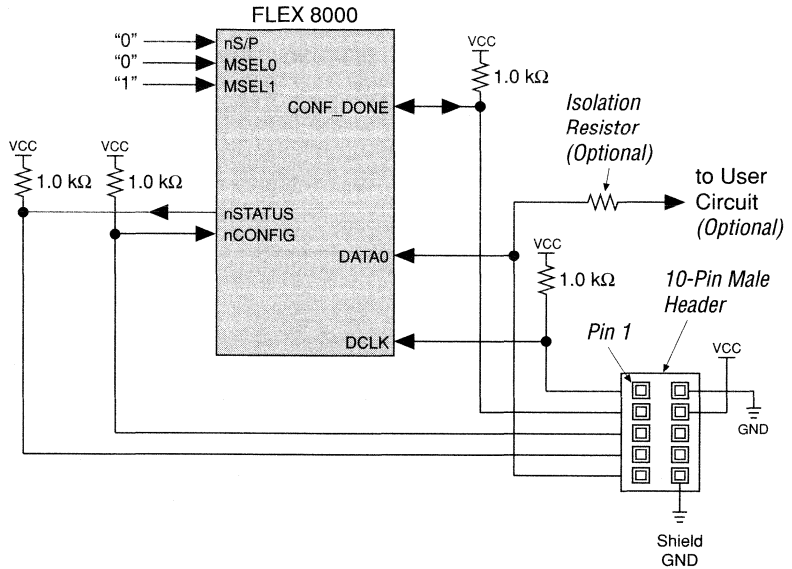 FLEX 8000
“0”
nS/P
“0”
MSEL0
“1”
MSEL1
VCC
1.0 kΩ
CONF_DONE
Isolation
Resistor
(Optional)
VCC
1.0 kΩ
VCC
1.0 kΩ
to User
Circuit
(Optional)
nSTATUS
nCONFIG
DATA0
VCC
1.0 kΩ
10-Pin Male
Header
DCLK
Pin 1
VCC
GND
Shield
GND